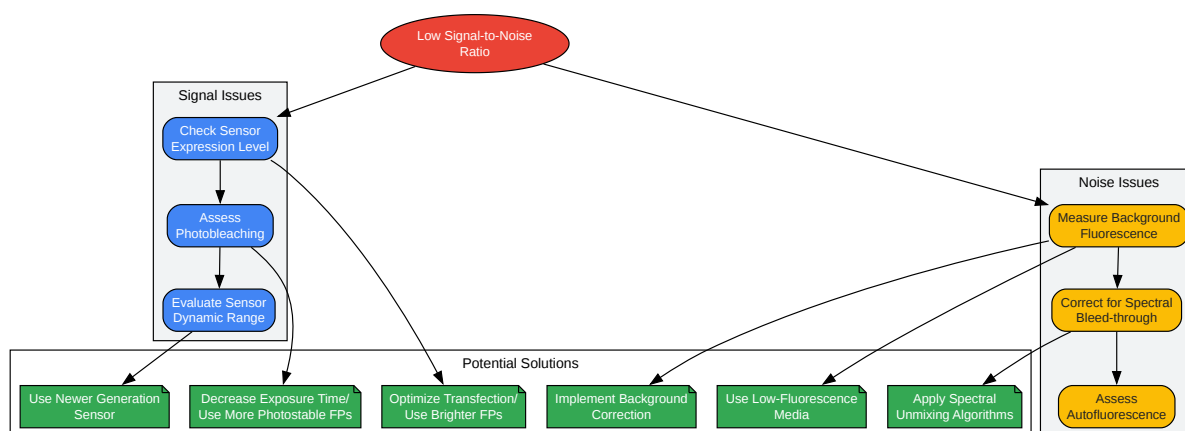 Low Signal-to-Noise
Ratio
Signal Issues
Check Sensor
Expression Level
Assess
Photobleaching
Evaluate Sensor
Dynamic Range
Noise Issues
Measure Background
Fluorescence
Correct for Spectral
Bleed-through
Assess
Autofluorescence
Potential Solutions
Use Newer Generation
Sensor
Decrease Exposure Time/
Use More Photostable FPs
Optimize Transfection/
Use Brighter FPs
Implement Background
Correction
Use Low-Fluorescence
Media
Apply Spectral
Unmixing Algorithms